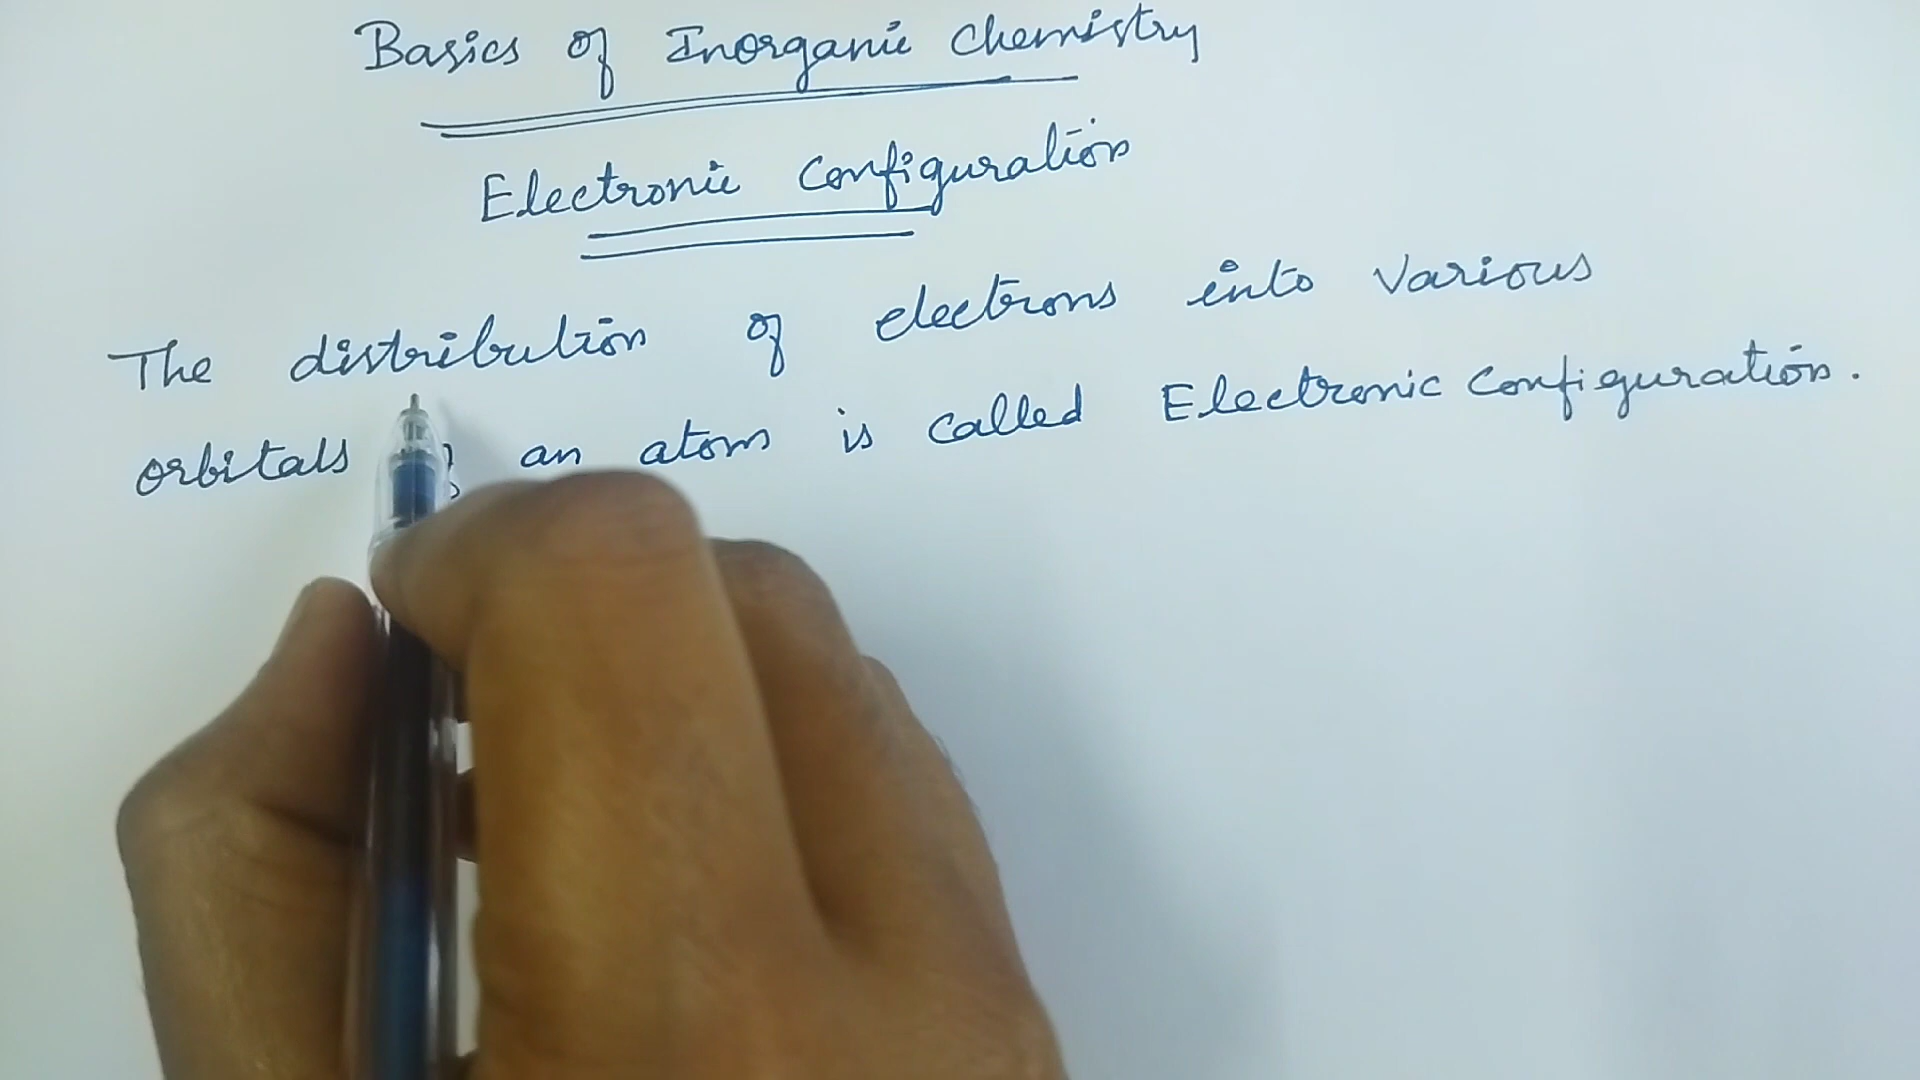 Basics of Inorganic Chemistry
Electronic Configuration
The distribution of electrons into various
orbitals an atom is called Electronic Configuration.